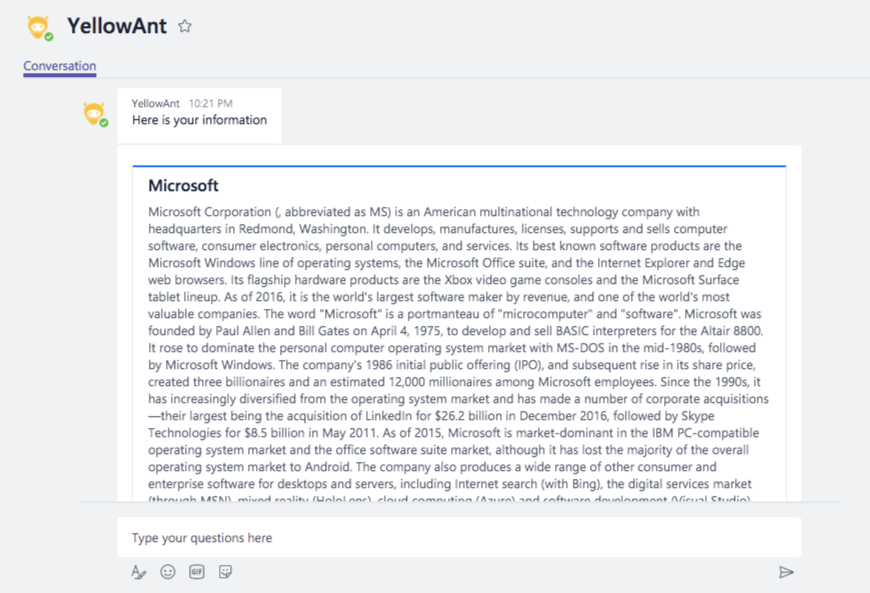 YellowAnt
Conversation
YellowAnt 10:21 PM
Here is your information
Microsoft
Microsoft Corporation (, abbreviated as MS) is an American multinational technology company with
headquarters in Redmond, Washington. It develops, manufactures, licenses, supports and sells computer
software, consumer electronics, personal computers, and services. Its best known software products are the
Microsoft Windows line of operating systems, the Microsoft Office suite, and the Internet Explorer and Edge
web browsers. Its flagship hardware products are the Xbox video game consoles and the Microsoft Surface
tablet lineup. As of 2016, it is the world's largest software maker by revenue, and one of the world's most
valuable companies. The word "Microsoft" is a portmanteau of "microcomputer" and "software". Microsoft was
founded by Paul Allen and Bill Gates on April 4, 1975, to develop and sell BASIC interpreters for the Altair 8800.
It rose to dominate the personal computer operating system market with MS-DOS in the mid-1980s, followed
by Microsoft Windows. The company's 1986 initial public offering (IPO), and subsequent rise in its share price,
created three billionaires and an estimated 12,000 millionaires among Microsoft employees. Since the 1990s, it
has increasingly diversified from the operating system market and has made a number of corporate acquisitions
—their largest being the acquisition of LinkedIn for $26.2 billion in December 2016, followed by Skype
Technologies for $8.5 billion in May 2011. As of 2015, Microsoft is market-dominant in the IBM PC-compatible
operating system market and the office software suite market, although it has lost the majority of the overall
operating system market to Android. The company also produces a wide range of other consumer and
enterprise software for desktops and servers, including Internet search (with Bing), the digital services market
(through MSN), mixed reality (HoloLens), cloud computing (Azure) and software development (Visual Studio).
Type your questions here
GIF